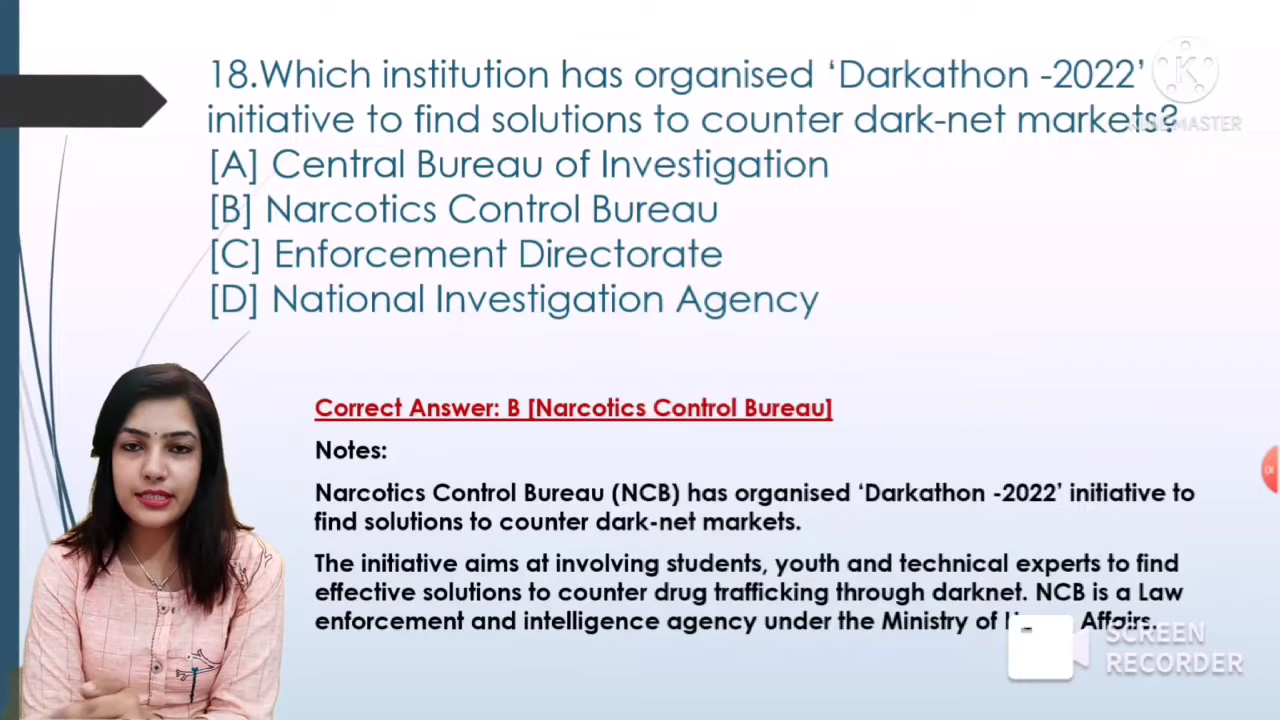 18.Which institution has organised ‘Darkathon -2022’
initiative to find solutions to counter dark-net markets?
[A] Central Bureau of Investigation
[B] Narcotics Control Bureau
[C] Enforcement Directorate
[D] National Investigation Agency
Correct Answer: B [Narcotics Control Bureau]
Notes:
Narcotics Control Bureau (NCB) has organised ‘Darkathon -2022’ initiative to
find solutions to counter dark-net markets.
The initiative aims at involving students, youth and technical experts to find
effective solutions to counter drug trafficking through darknet. NCB is a Law
enforcement and intelligence agency under the Ministry of Affairs.
SCREEN
RECORDER